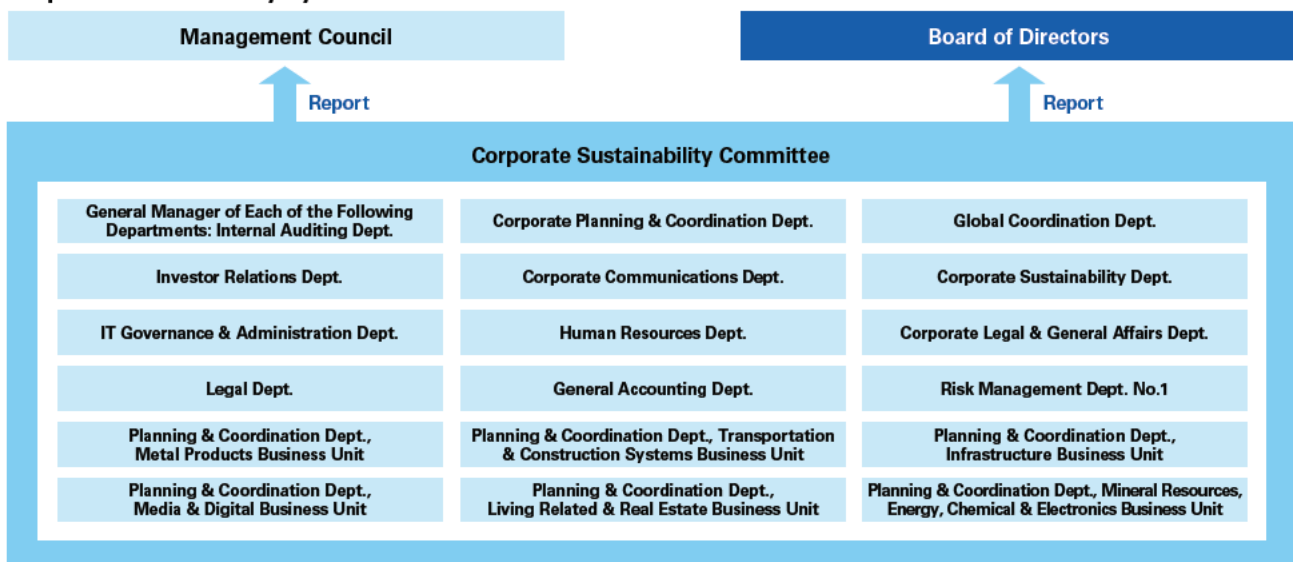 Management Council
Board of Directors
Report
Report
Corporate Sustainability Committee
General Manager of Each of the Following
Departments: Internal Auditing Dept.
Corporate Planning & Coordination Dept.
Global Coordination Dept.
Investor Relations Dept.
Corporate Communications Dept.
Corporate Sustainability Dept.
IT Governance & Administration Dept.
Human Resources Dept.
Corporate Legal & General Affairs Dept.
Legal Dept.
General Accounting Dept.
Risk Management Dept. No.1
Planning & Coordination Dept.,
Metal Products Business Unit
Planning & Coordination Dept., Transportation
& Construction Systems Business Unit
Planning & Coordination Dept.,
Infrastructure Business Unit
Planning & Coordination Dept.,
Media & Digital Business Unit
Planning & Coordination Dept.,
Living Related & Real Estate Business Unit
Planning & Coordination Dept., Mineral Resources,
Energy, Chemical & Electronics Business Unit